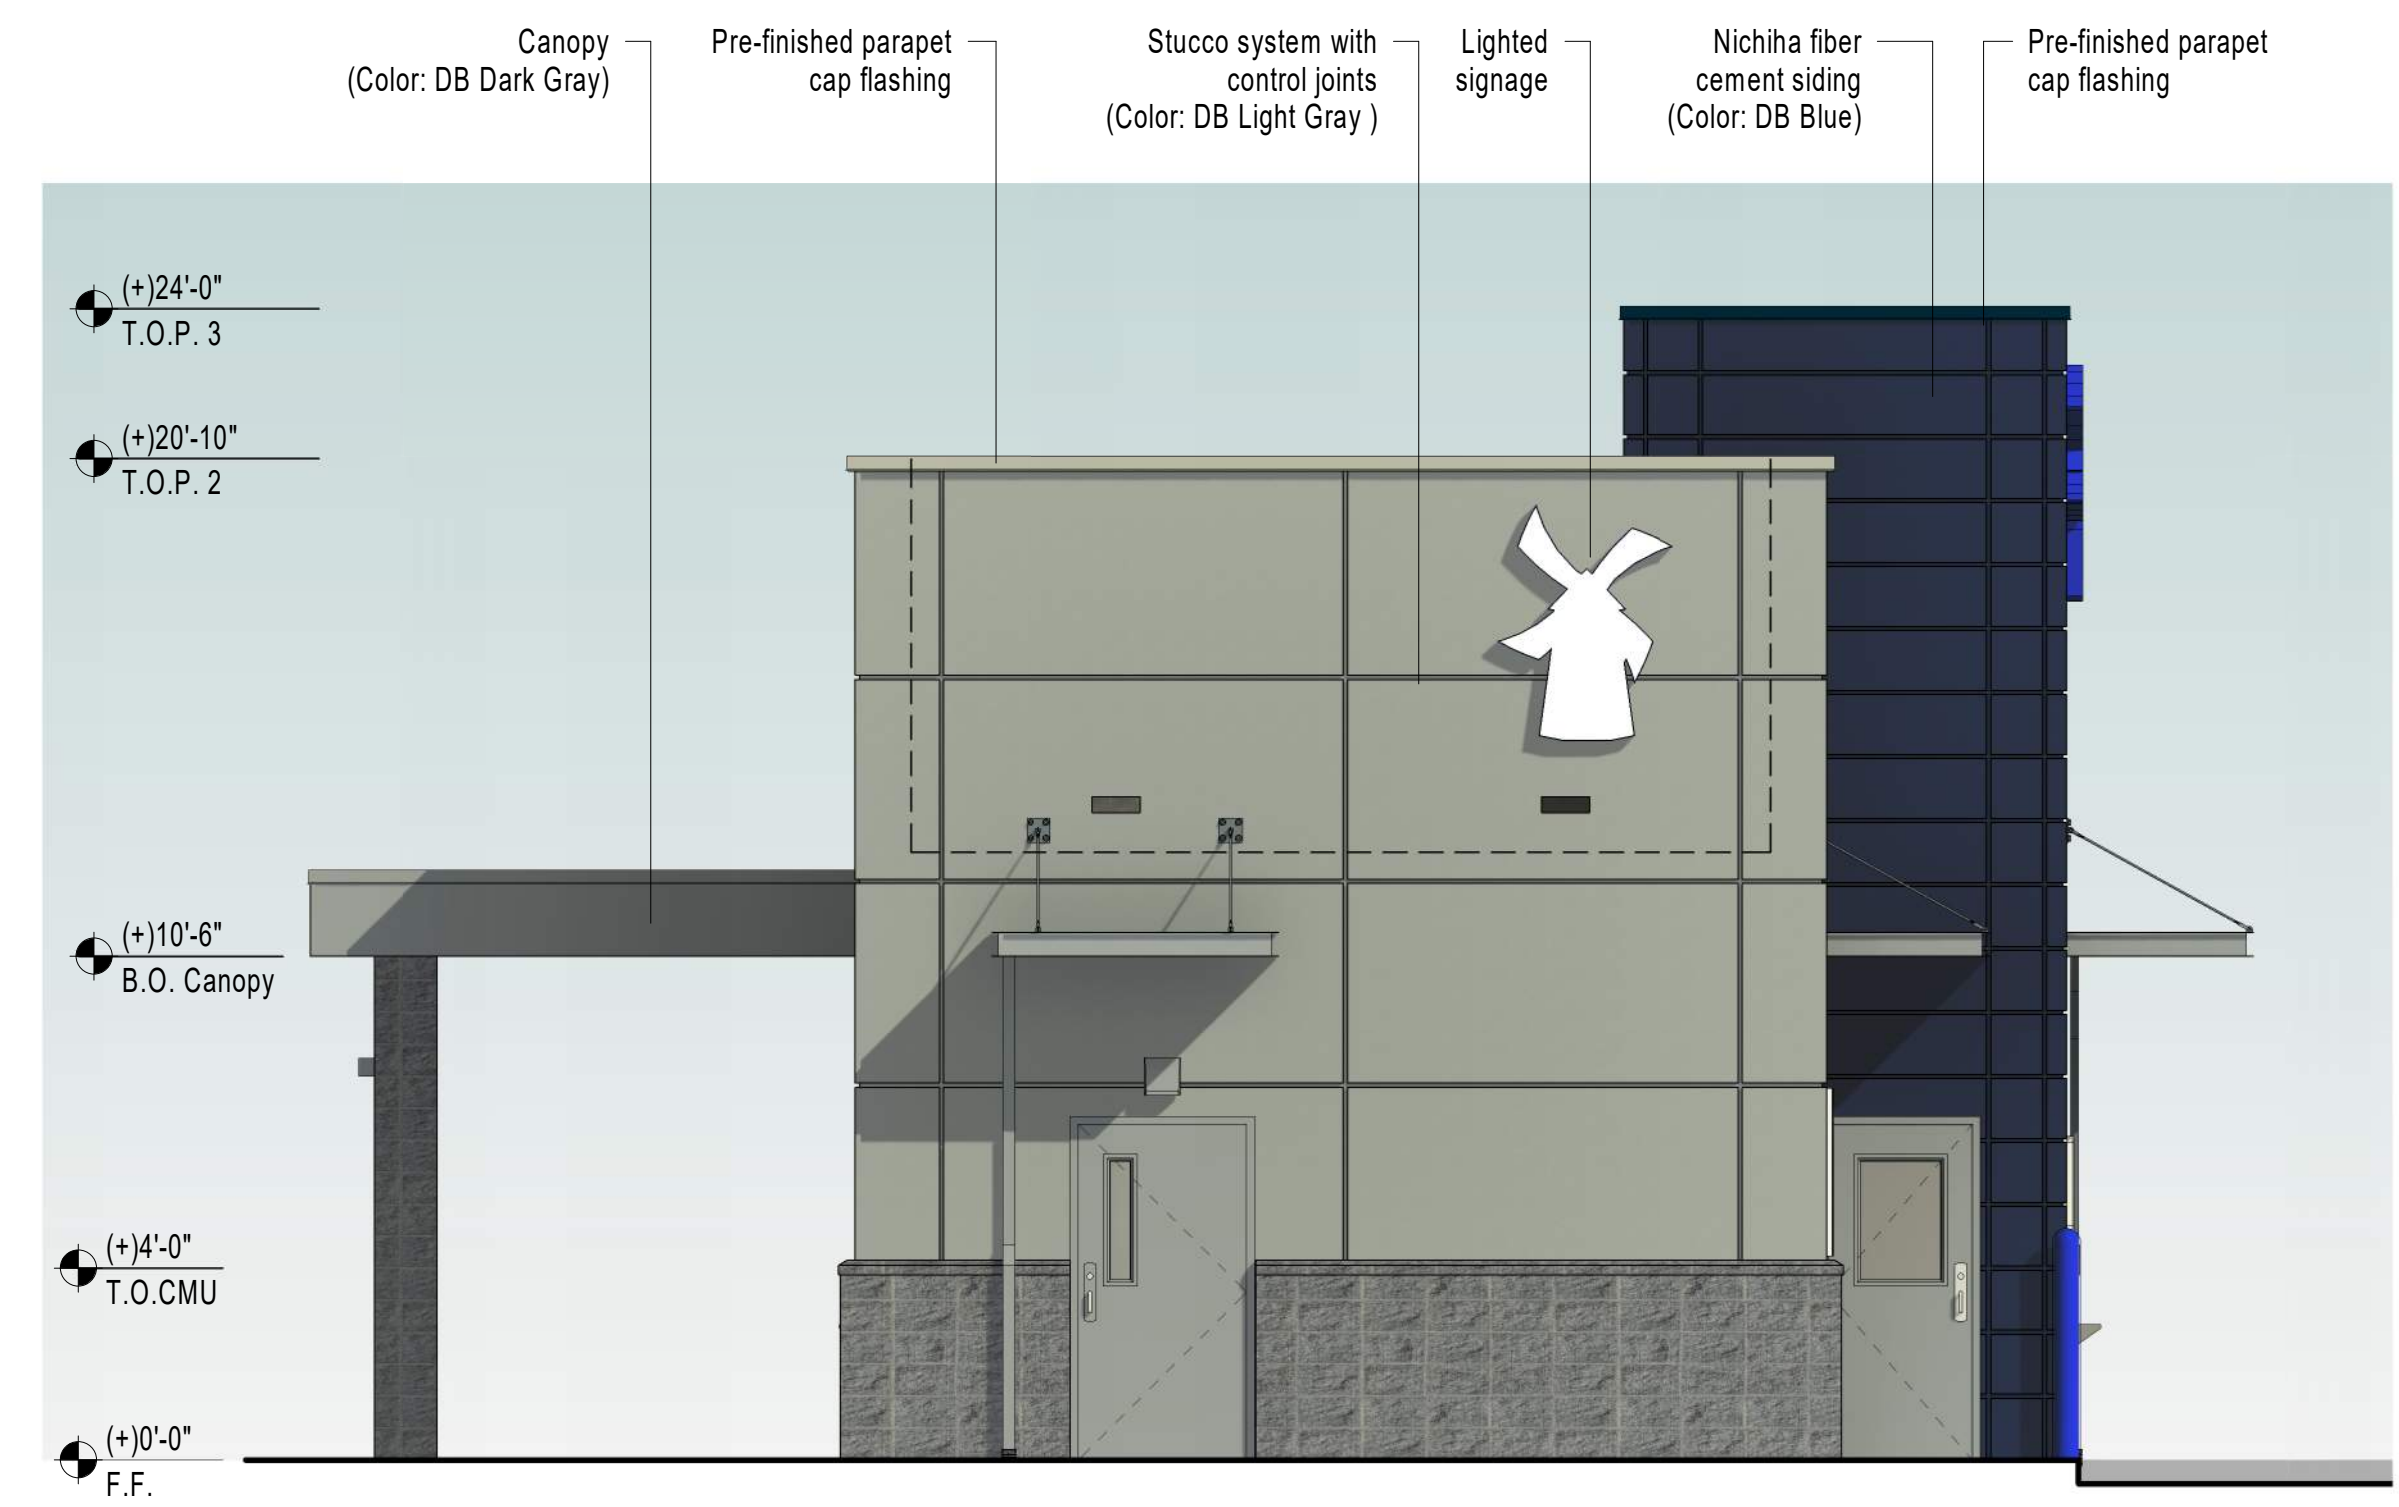 Canopy
(Color: DB Dark Gray)
Pre-finished parapet
cap flashing
Stucco system with
control joints
(Color: DB Light Gray )
Lighted
signage
Nichiha fiber
cement siding
(Color: DB Blue)
Pre-finished parapet
cap flashing
(+)24'-0"
T.O.P. 3
(+)20'-10"
T.O.P. 2
(+)10'-6"
B.O. Canopy
(+)4'-0"
T.O.CMU
(+)0'-0"
F.F.